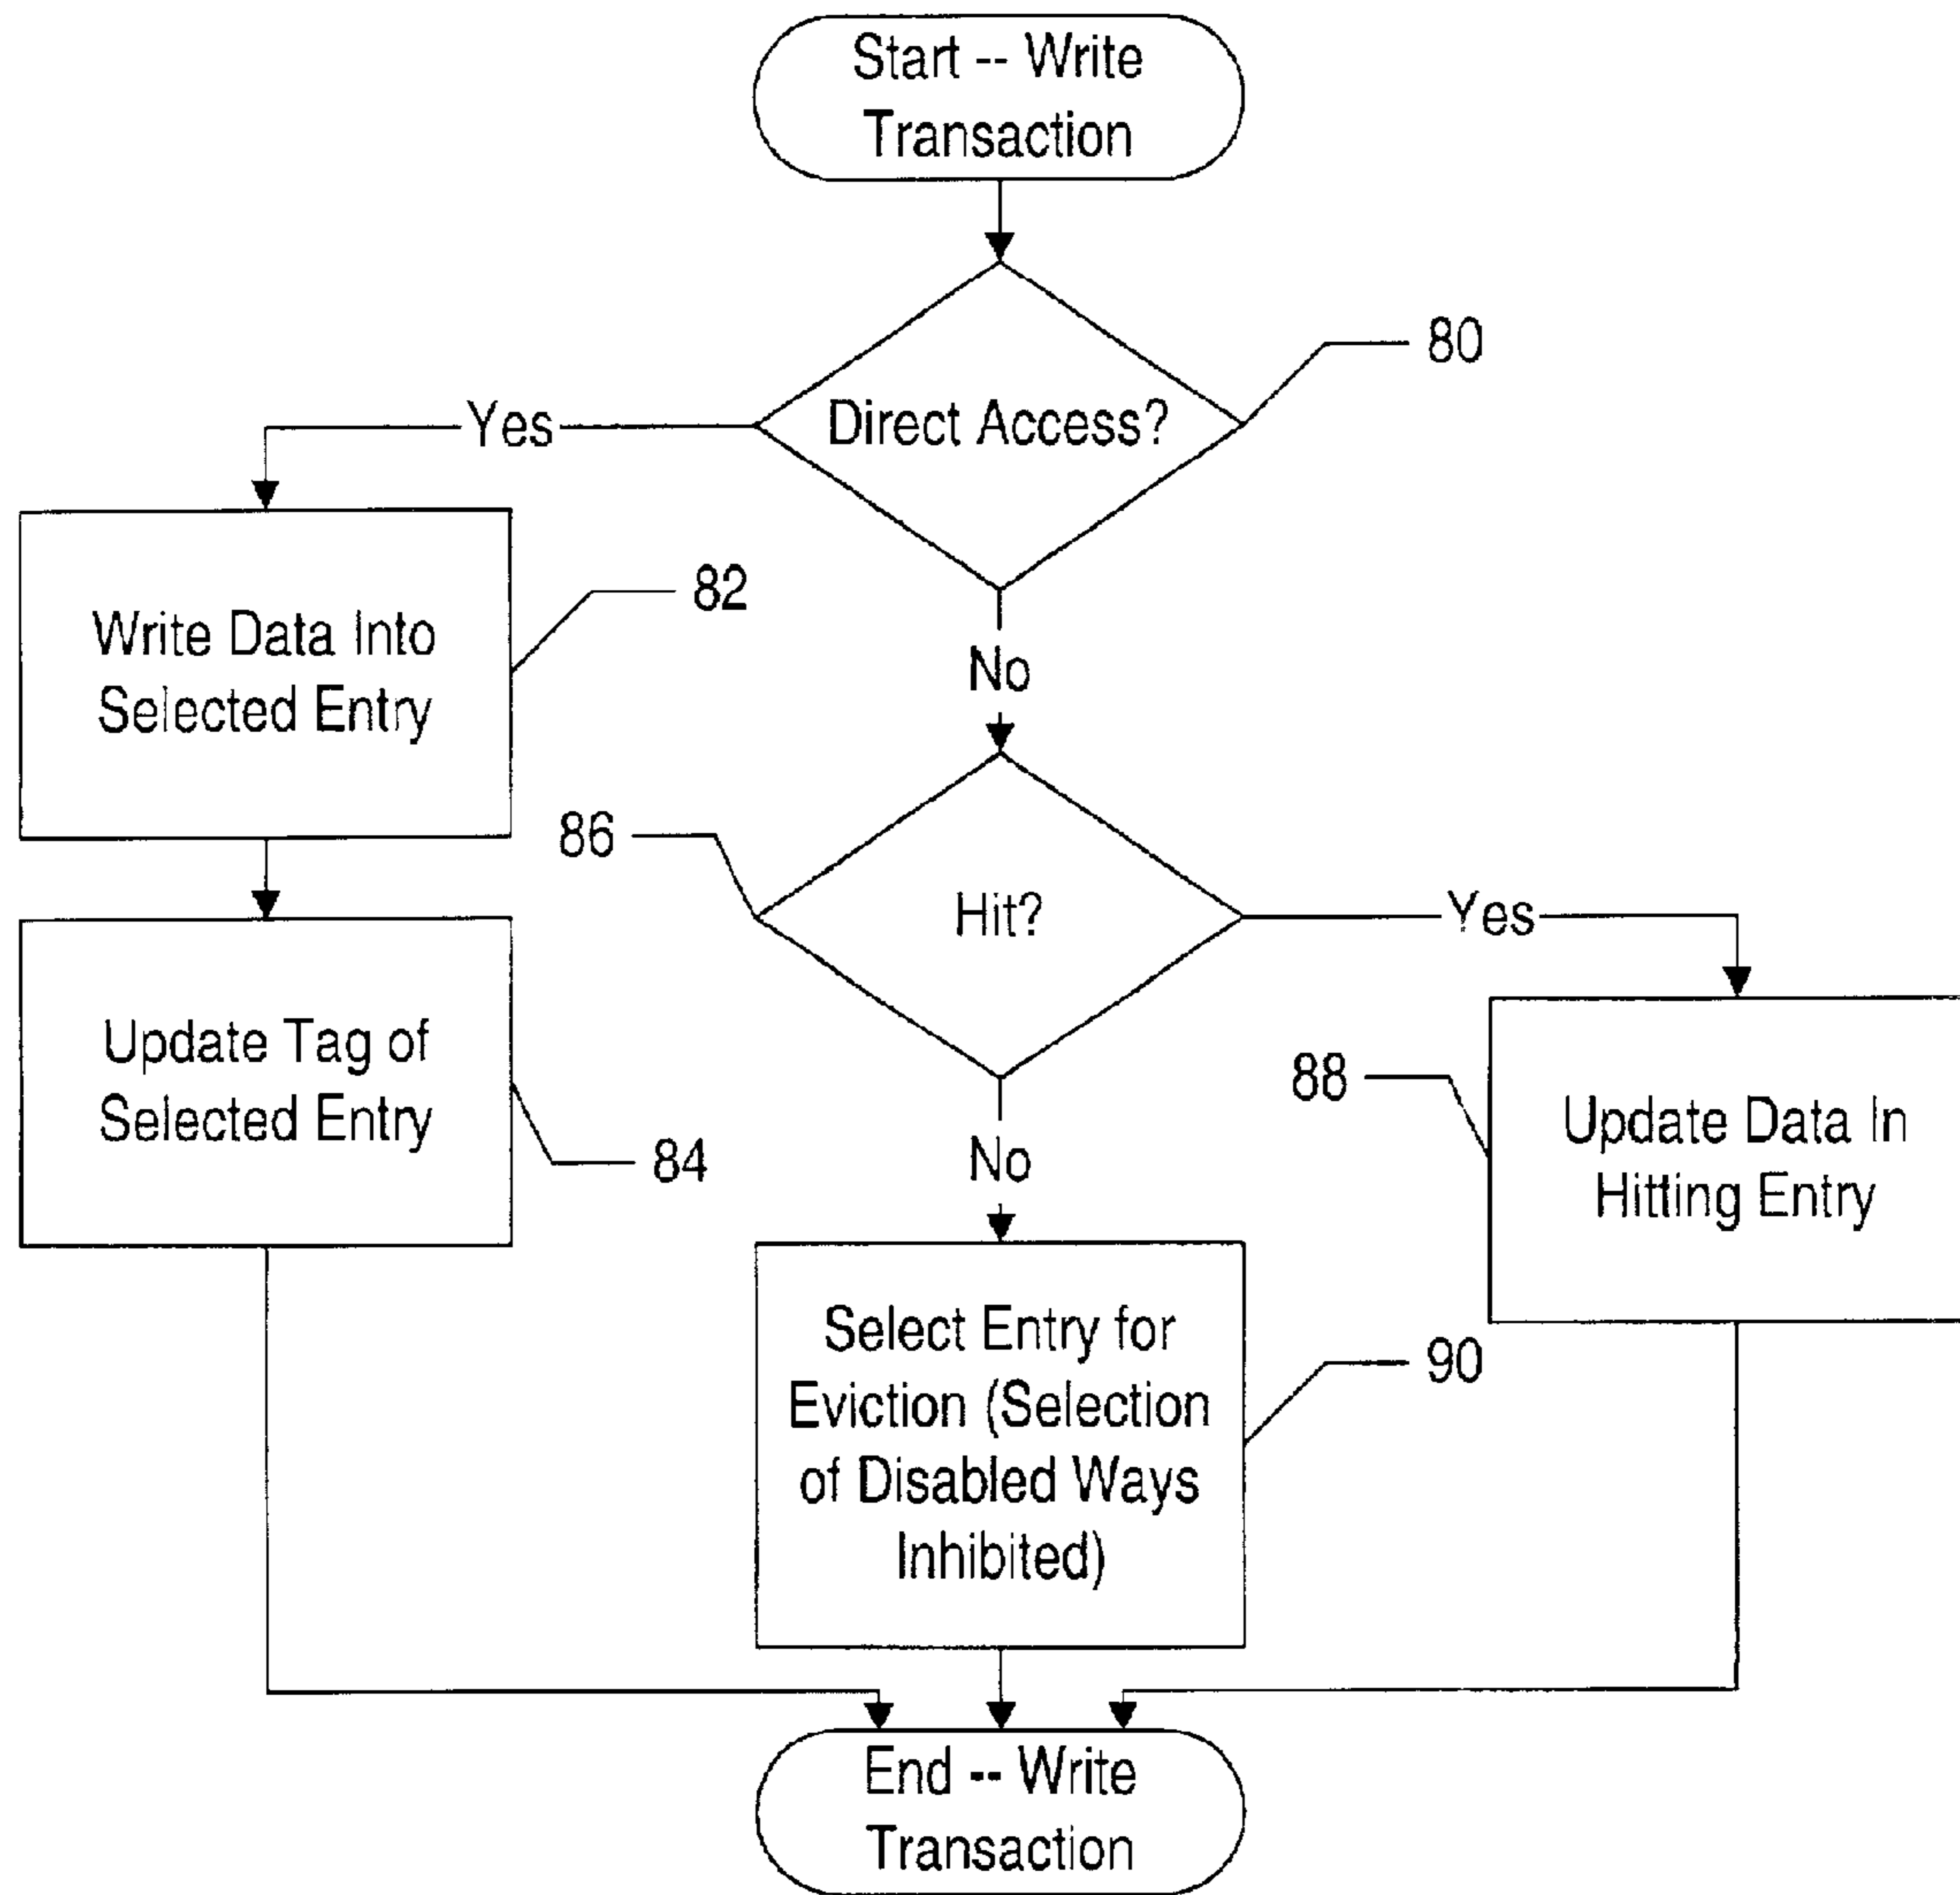 Start -- Write
Transaction
Direct Access?
80
Yes
Write Data Into
Selected Entry
82
No
86
Hit?
Yes
Update Tag of
Selected Entry
84
88
Update Data In
Hitting Entry
No
Select Entry for
Eviction (Selection
of Disabled Ways
Inhibited)
90
End -- Write
Transaction